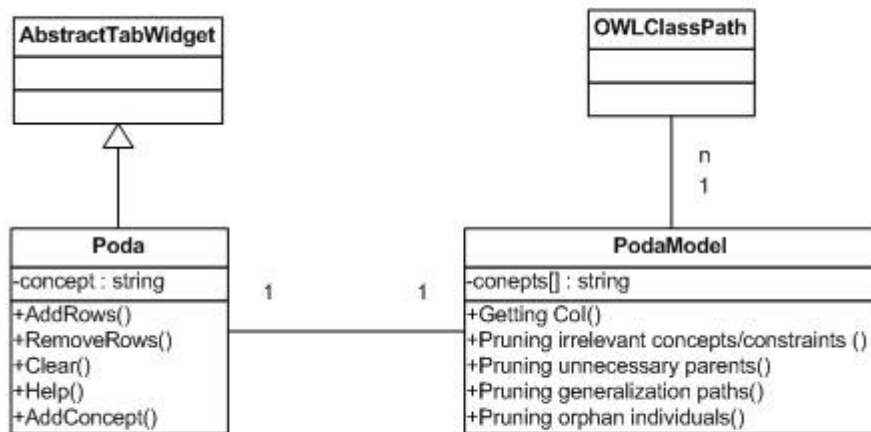 AbstractTabWidget
OWLClassPath
n
1
Poda
-concept : string
+AddRows()
+RemoveRows()
+Clear()
+Help()
+AddConcept()
1
1
PodaModel
-conepts[] : string
+Getting CoI()
+Pruning irrelevant concepts/constraints ()
+Pruning unnecessary parents()
+Pruning generalization paths()
+Pruning orphan individuals()